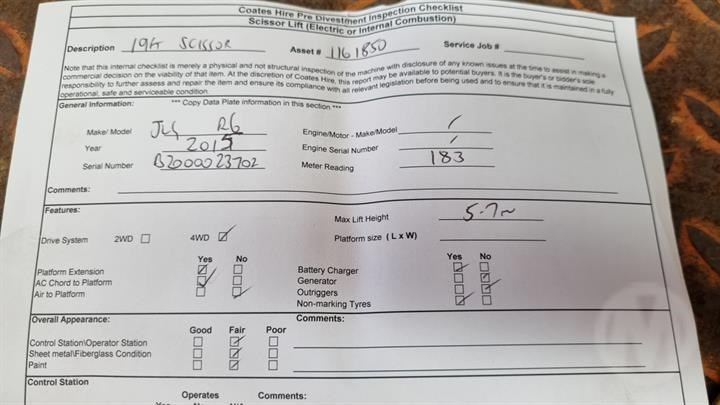 Coates Hire Pre Divestment Inspection Checklist
Scissor Lift (Electric or Internal Combustion)
Description 19ft SCISSOR Asset # 1161850 Service Job #
Note that this internal checklist is merely a physical and not structural inspection of the machine with disclosure of any known issues at the time to assist in making a
commercial decision on the viability of that item. At the discretion of Coates Hire, this report may be available to potential buyers. It is the buyer's or bidder's sole
responsibility to further assess and repair the item and ensure its compliance with all relevant legislation before being used and to ensure that it is maintained in a fully
operational, safe and serviceable condition.
General Information: *** Copy Data Plate information in this section ***
Make/ Model JLG R6 Engine/Motor - Make/Model /
Year 2015 Engine Serial Number /
Serial Number B200023702 Meter Reading 183
Comments:
Features:
Max Lift Height 5.7m
Drive System 2WD 4WD Platform size ( L x W)
Yes No Yes No
Platform Extension Battery Charger
AC Chord to Platform Generator
Air to Platform Outriggers
Non-marking Tyres
Overall Appearance: Comments:
Good Fair Poor
Control Station\Operator Station
Sheet metal\Fiberglass Condition
Paint
Control Station
Operates Comments: